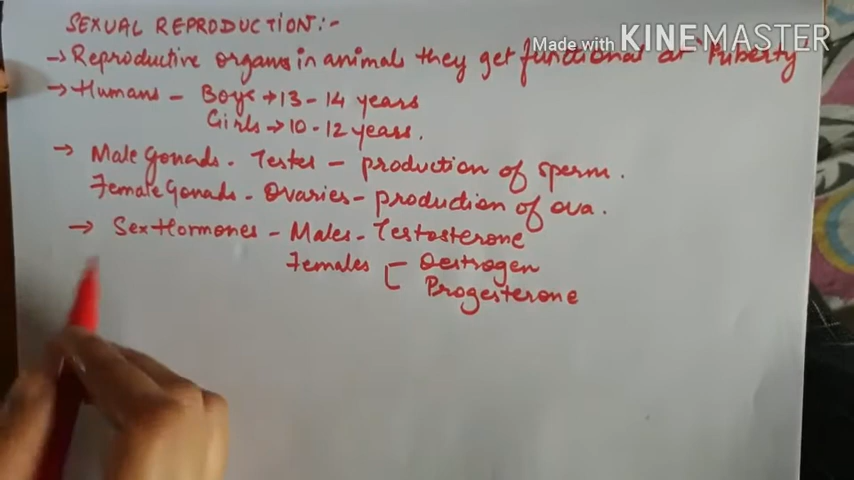 SEXUAL REPRODUCTION:-
Made with KINEMASTER
→ Reproductive organs in animals they get functional at Puberty
→ Humans - Boys → 13 - 14 years
Girls → 10 - 12 years.
→ Male Gonads - Testes - production of sperm.
Female Gonads - Ovaries - production of ova.
→ Sex Hormones - Males - Testosterone
Females - Oestrogen
Progesterone